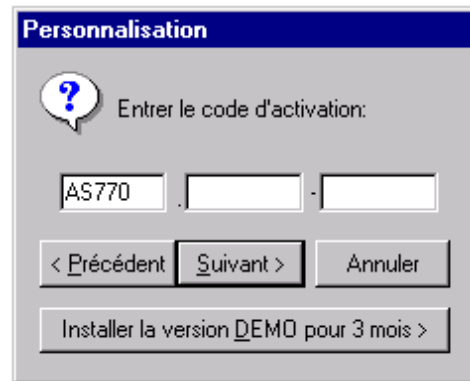 Personnalisation
Entrer le code d'activation:
AS770 . -
< Précédent Suivant > Annuler
Installer la version DEMO pour 3 mois >